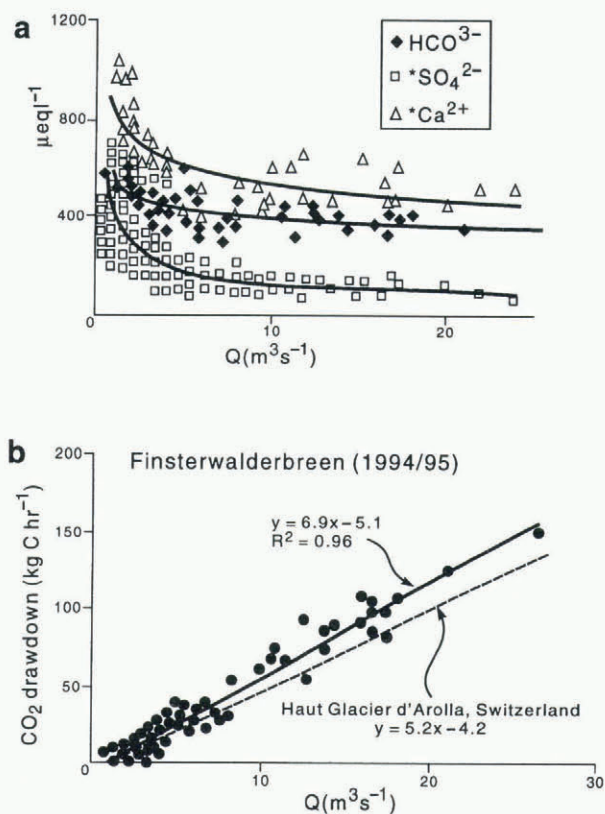 a
1200
800
400
0
μeql⁻¹
◆ HCO³⁻
□ *SO₄²⁻
△ *Ca²⁺
0 10 20
Q(m³s⁻¹)
b
Finsterwalderbreen (1994/95)
200
150
100
50
0
CO₂ drawdown (kg C hr⁻¹)
y = 6.9x−5.1
R² = 0.96
Haut Glacier d'Arolla, Switzerland
y = 5.2x−4.2
10 20 30
Q(m³s⁻¹)